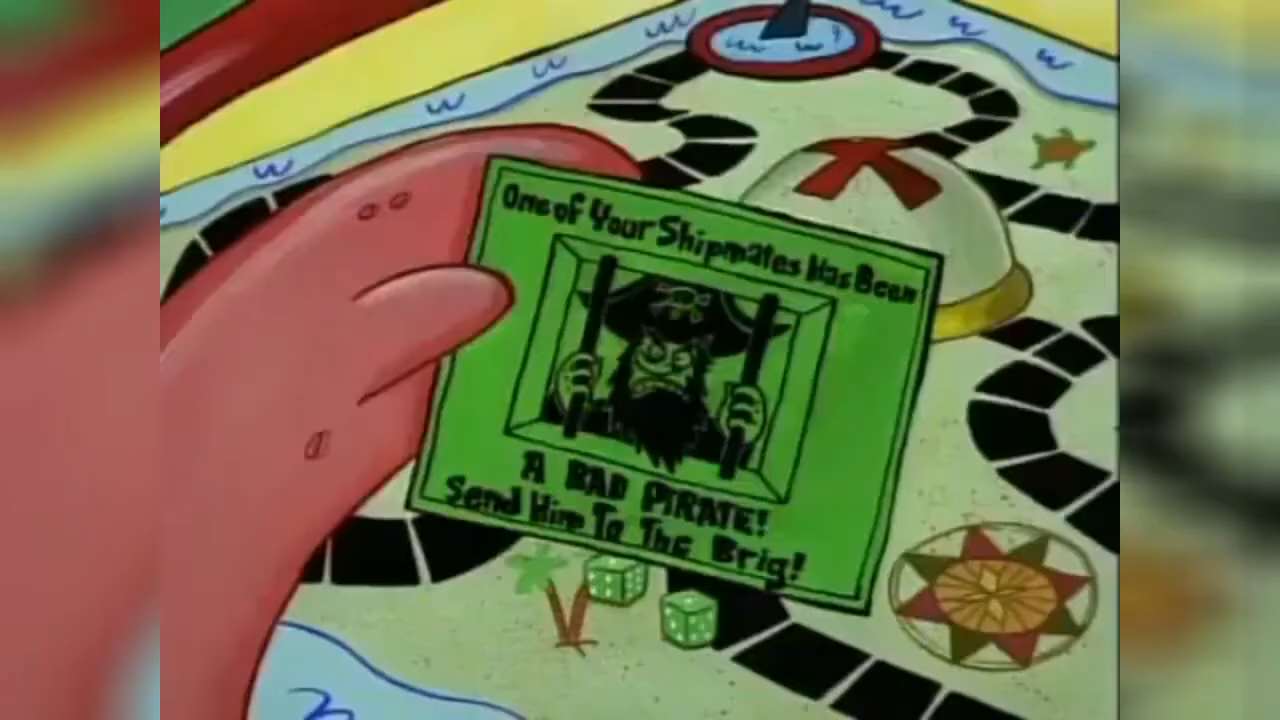 One of Your Shipmates Has Been
A BAD PIRATE!
Send Him To The Brig!